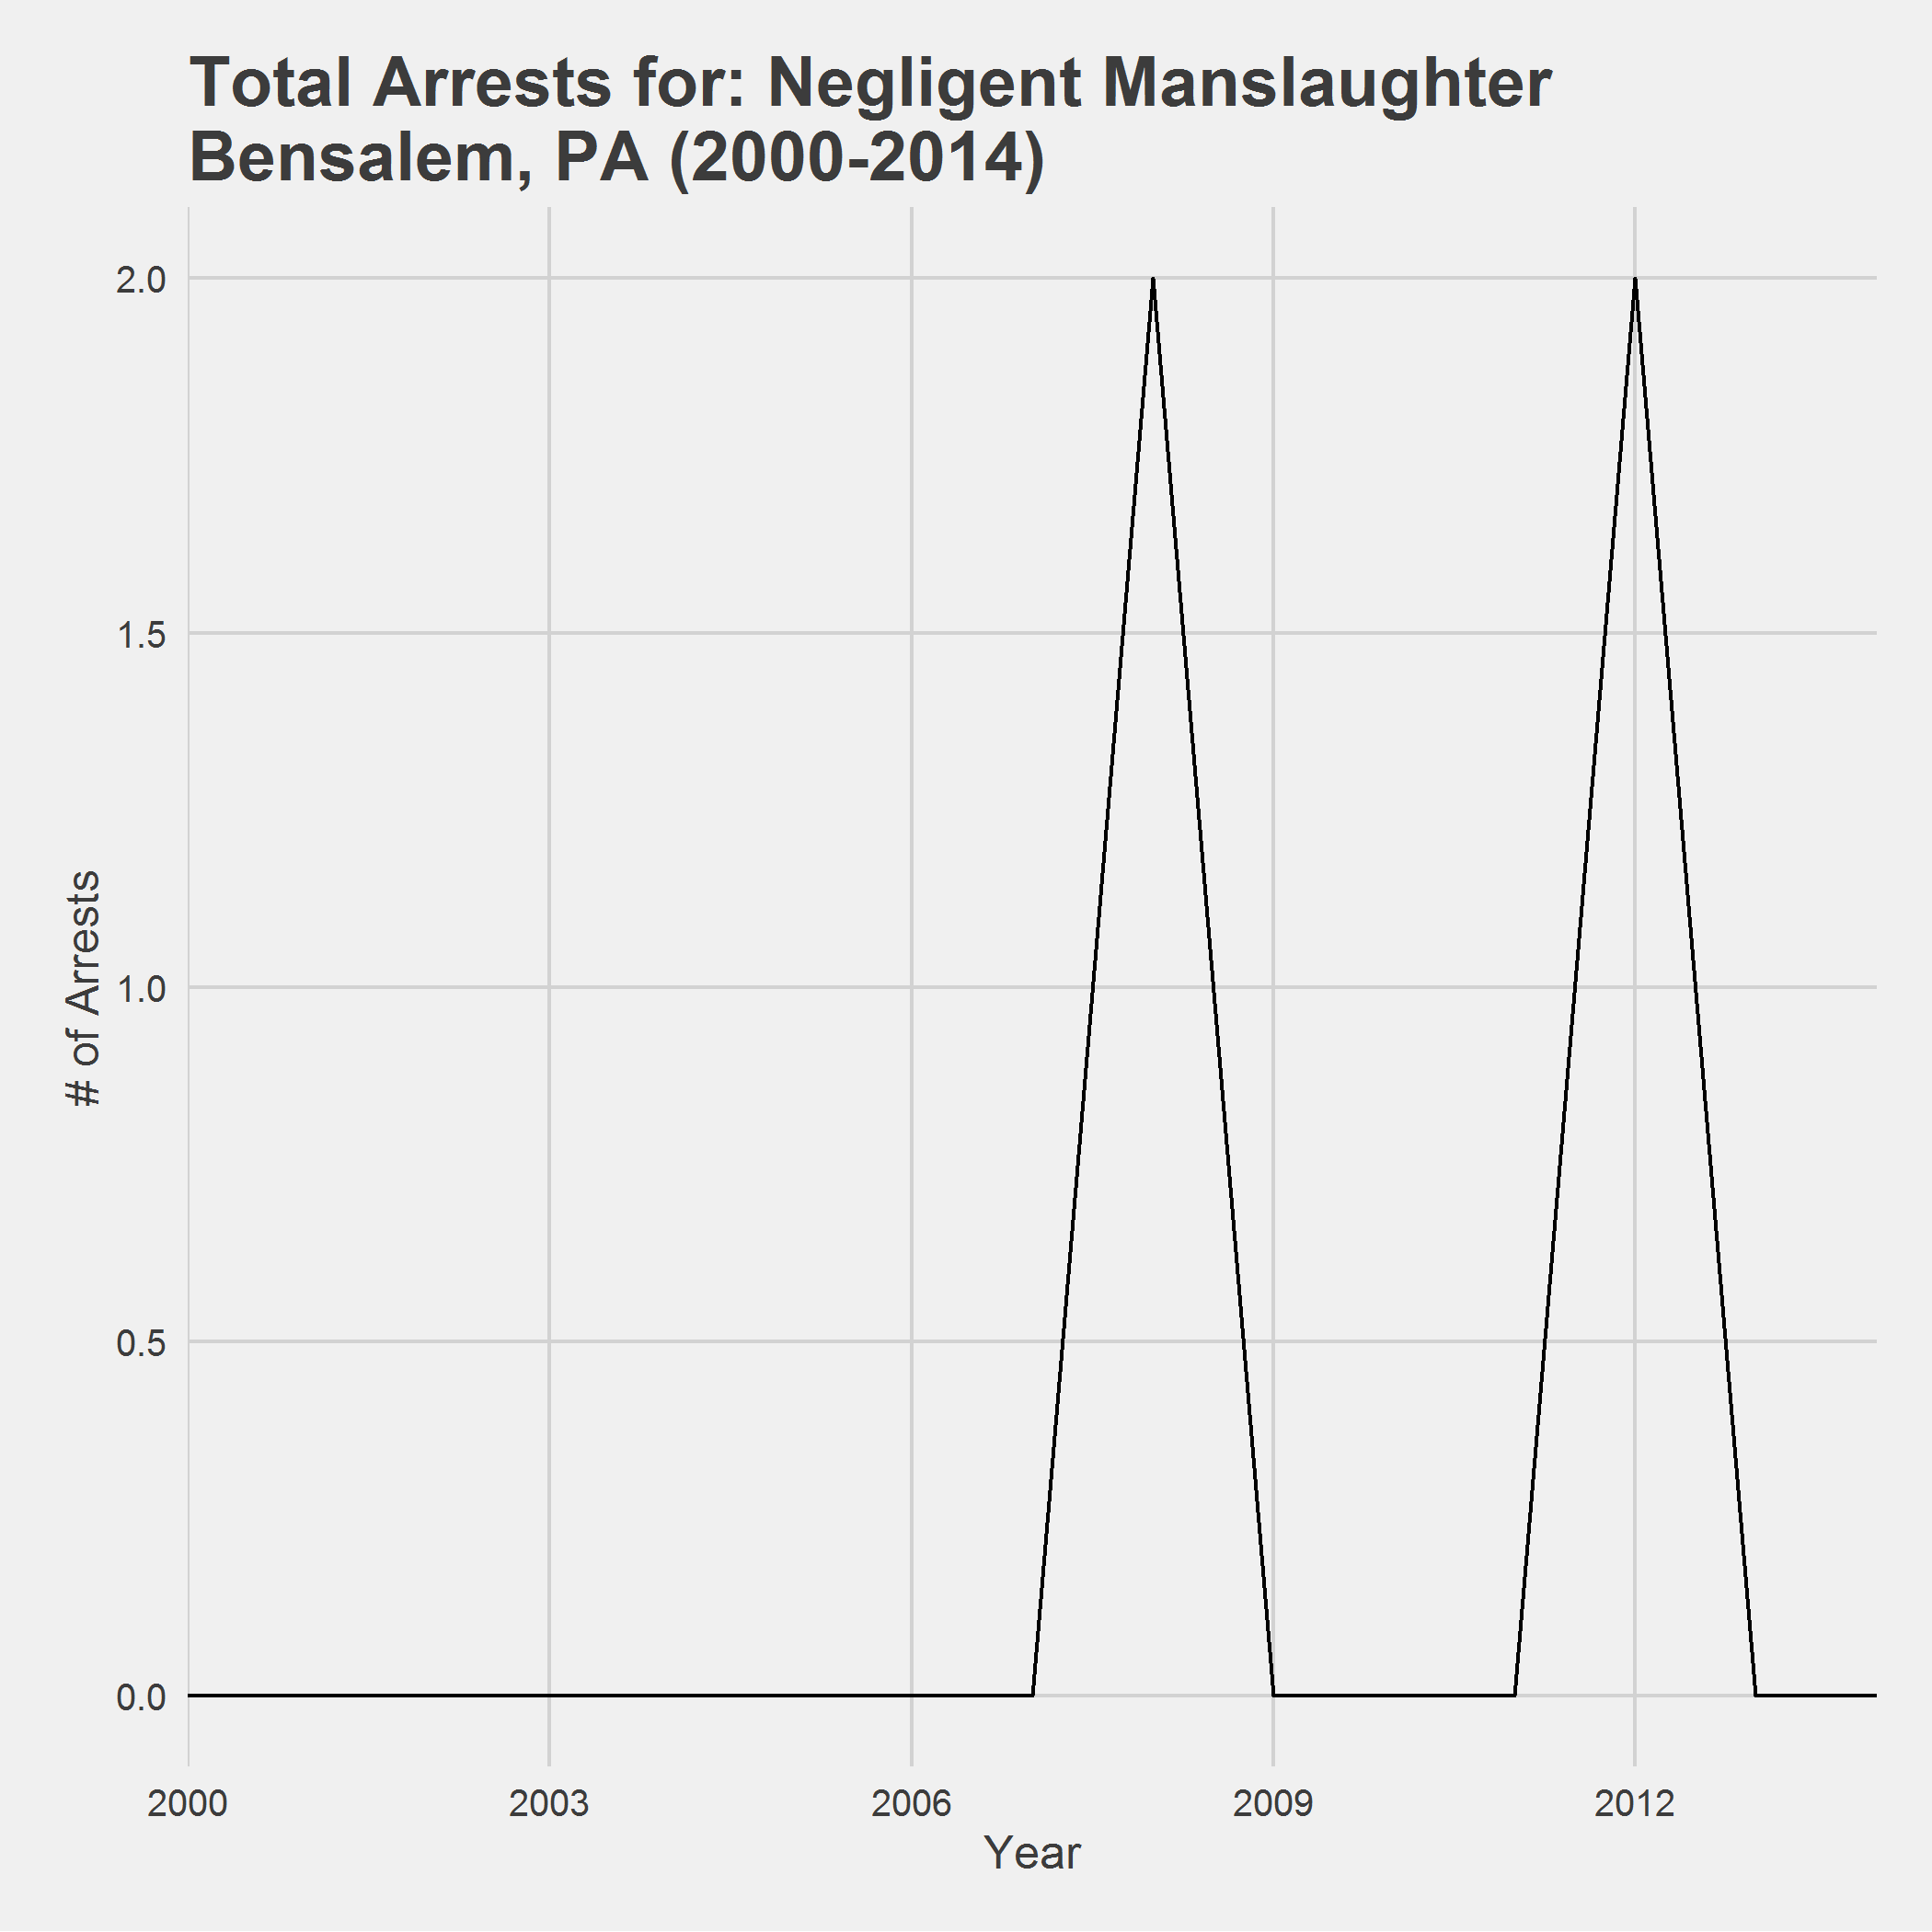 Total Arrests for: Negligent Manslaughter
Bensalem, PA (2000-2014)
2.0
1.5
1.0
0.5
0.0
# of Arrests
2000 2003 2006 2009 2012
Year